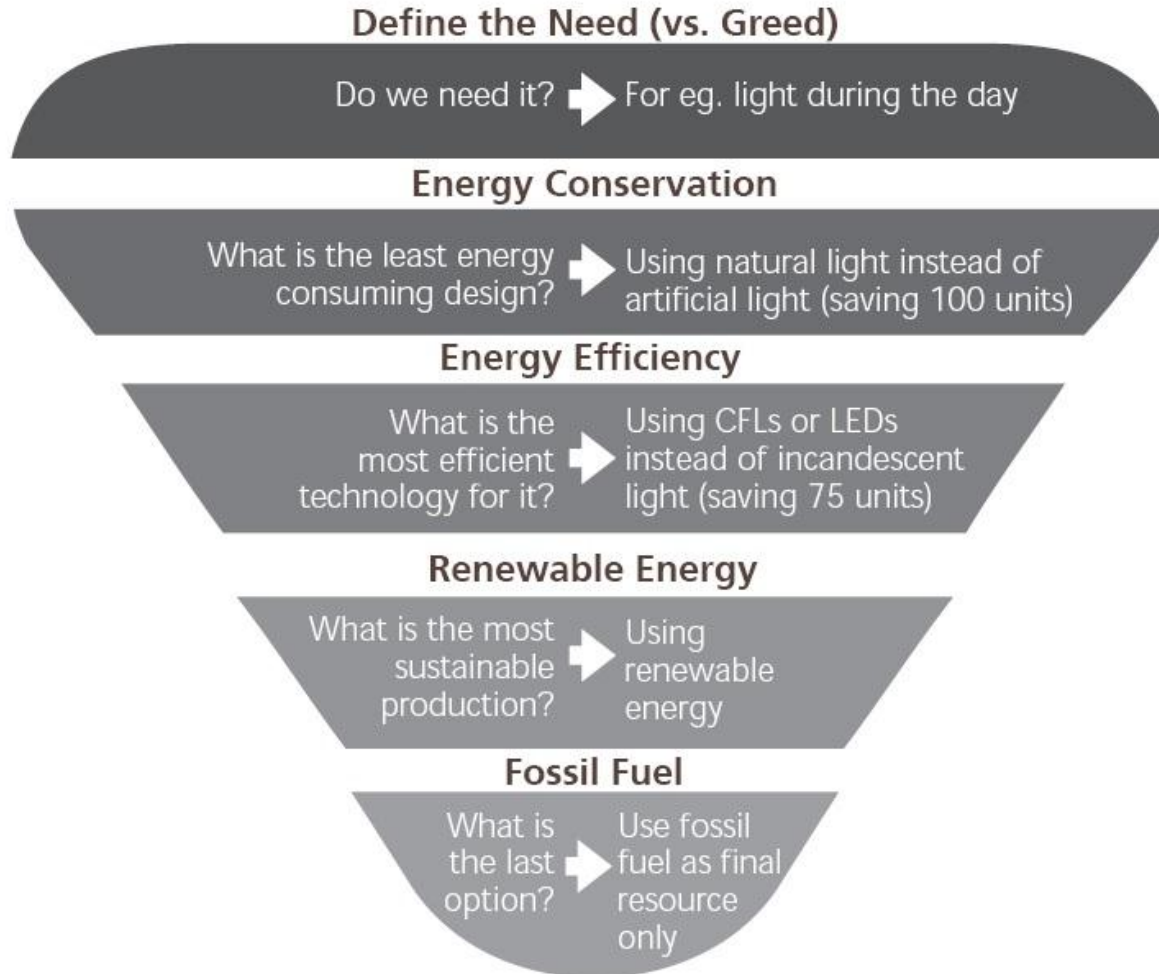 Define the Need (vs. Greed)
Do we need it?
For eg. light during the day
Energy Conservation
What is the least energy
consuming design?
Using natural light instead of
artificial light (saving 100 units)
Energy Efficiency
What is the
most efficient
technology for it?
Using CFLs or LEDs
instead of incandescent
light (saving 75 units)
Renewable Energy
What is the most
sustainable
production?
Using
renewable
energy
Fossil Fuel
What is
the last
option?
Use fossil
fuel as final
resource
only